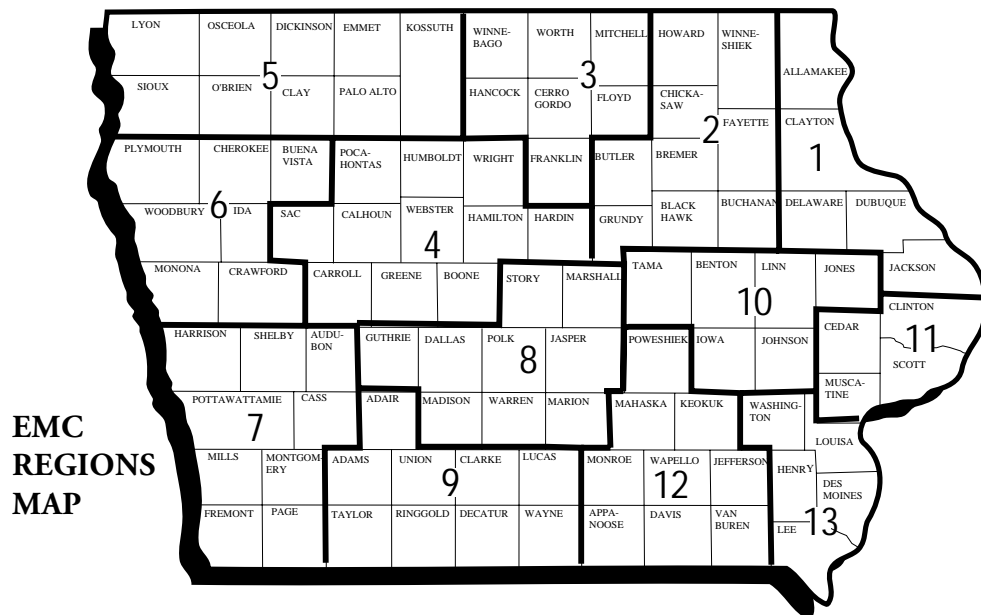 LYON OSCEOLA DICKINSON EMMET KOSSUTH WINNE-
BAGO WORTH MITCHELL HOWARD WINNE-
SHIEK ALLAMAKEE
5 3
SIOUX O'BRIEN CLAY PALO ALTO HANCOCK CERRO
GORDO FLOYD CHICKA-
SAW 2 FAYETTE CLAYTON
PLYMOUTH CHEROKEE BUENA
VISTA POCA-
HONTAS HUMBOLDT WRIGHT FRANKLIN BUTLER BREMER 1
6
WOODBURY IDA SAC CALHOUN WEBSTER HAMILTON HARDIN GRUNDY BLACK
HAWK BUCHANAN DELAWARE DUBUQUE
4
MONONA CRAWFORD CARROLL GREENE BOONE STORY MARSHALL TAMA BENTON LINN JONES JACKSON
10
HARRISON SHELBY AUDU-
BON GUTHRIE DALLAS POLK JASPER POWESHIEK IOWA JOHNSON CEDAR CLINTON
8 11
SCOTT
POTTAWATTAMIE CASS ADAIR MADISON WARREN MARION MAHASKA KEOKUK WASHING-
TON MUSCA-
TINE LOUISA
7
EMC
REGIONS
MAP
MILLS MONTGOM-
ERY ADAMS UNION CLARKE LUCAS MONROE WAPELLO JEFFERSON HENRY DES
MOINES
9 12
FREMONT PAGE TAYLOR RINGGOLD DECATUR WAYNE APPA-
NOOSE DAVIS VAN
BUREN LEE 13